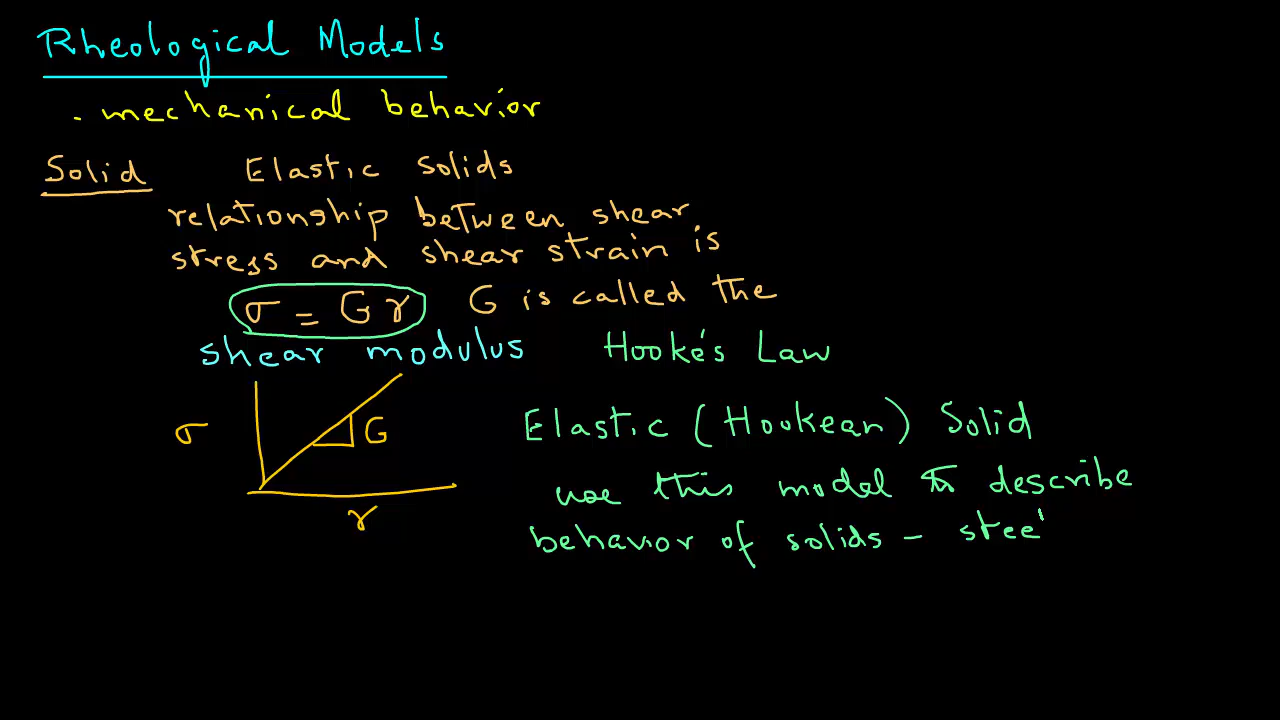 Rheological Models
. mechanical behavior
Solid Elastic solids
relationship between shear
stress and shear strain is
σ = G γ G is called the
shear modulus Hooke's Law
σ G
γ
Elastic (Hookean) Solid
use this model to describe
behavior of solids - stee